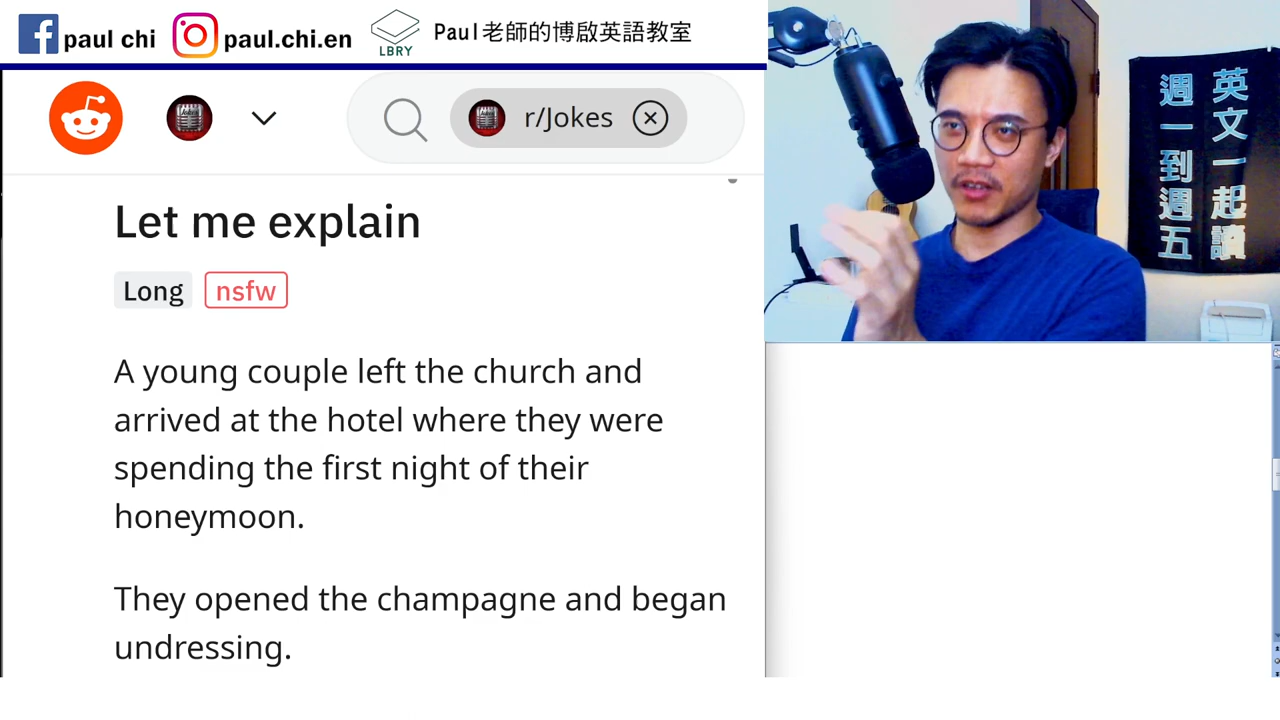 paul chi paul.chi.en LBRY Paul老師的博啟英語教室
r/Jokes
Let me explain
Long nsfw
A young couple left the church and
arrived at the hotel where they were
spending the first night of their
honeymoon.
They opened the champagne and began
undressing.
英文一起讀
週一到週五